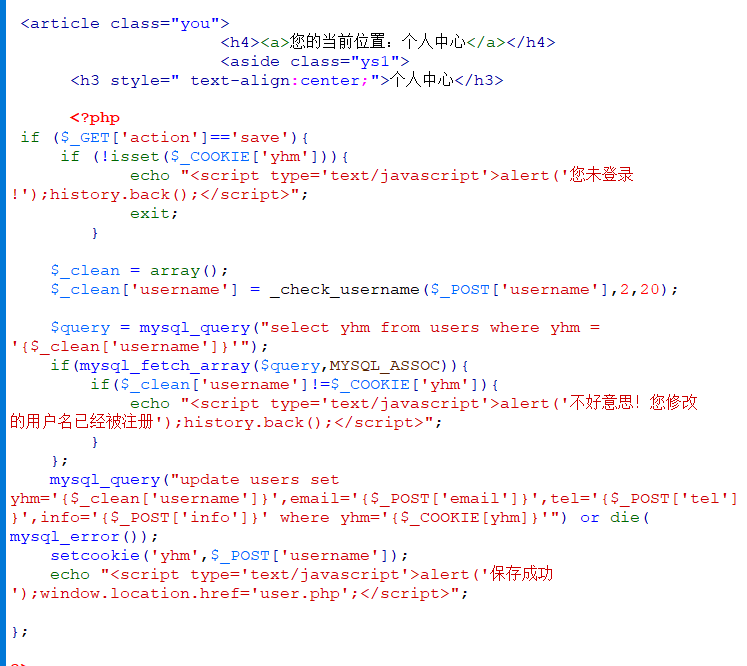 <article class="you">
<h4><a>您的当前位置：个人中心</a></h4>
<aside class="ys1">
<h3 style=" text-align:center;">个人中心</h3>
<?php
if ($_GET['action']=='save'){
if (!isset($_COOKIE['yhm'])){
echo "<script type='text/javascript'>alert('您未登录
!');history.back();</script>";
exit;
}
$_clean = array();
$_clean['username'] = _check_username($_POST['username'],2,20);
$query = mysql_query("select yhm from users where yhm =
'{$_clean['username']}'");
if(mysql_fetch_array($query,MYSQL_ASSOC)){
if($_clean['username']!=$_COOKIE['yhm']){
echo "<script type='text/javascript'>alert('不好意思！您修改
的用户名已经被注册');history.back();</script>";
}
};
mysql_query("update users set
yhm='{$_clean['username']}',email='{$_POST['email']}',tel='{$_POST['tel']
}',info='{$_POST['info']}' where yhm='{$_COOKIE[yhm]}'") or die(
mysql_error());
setcookie('yhm',$_POST['username']);
echo "<script type='text/javascript'>alert('保存成功
');window.location.href='user.php';</script>";
};
?>